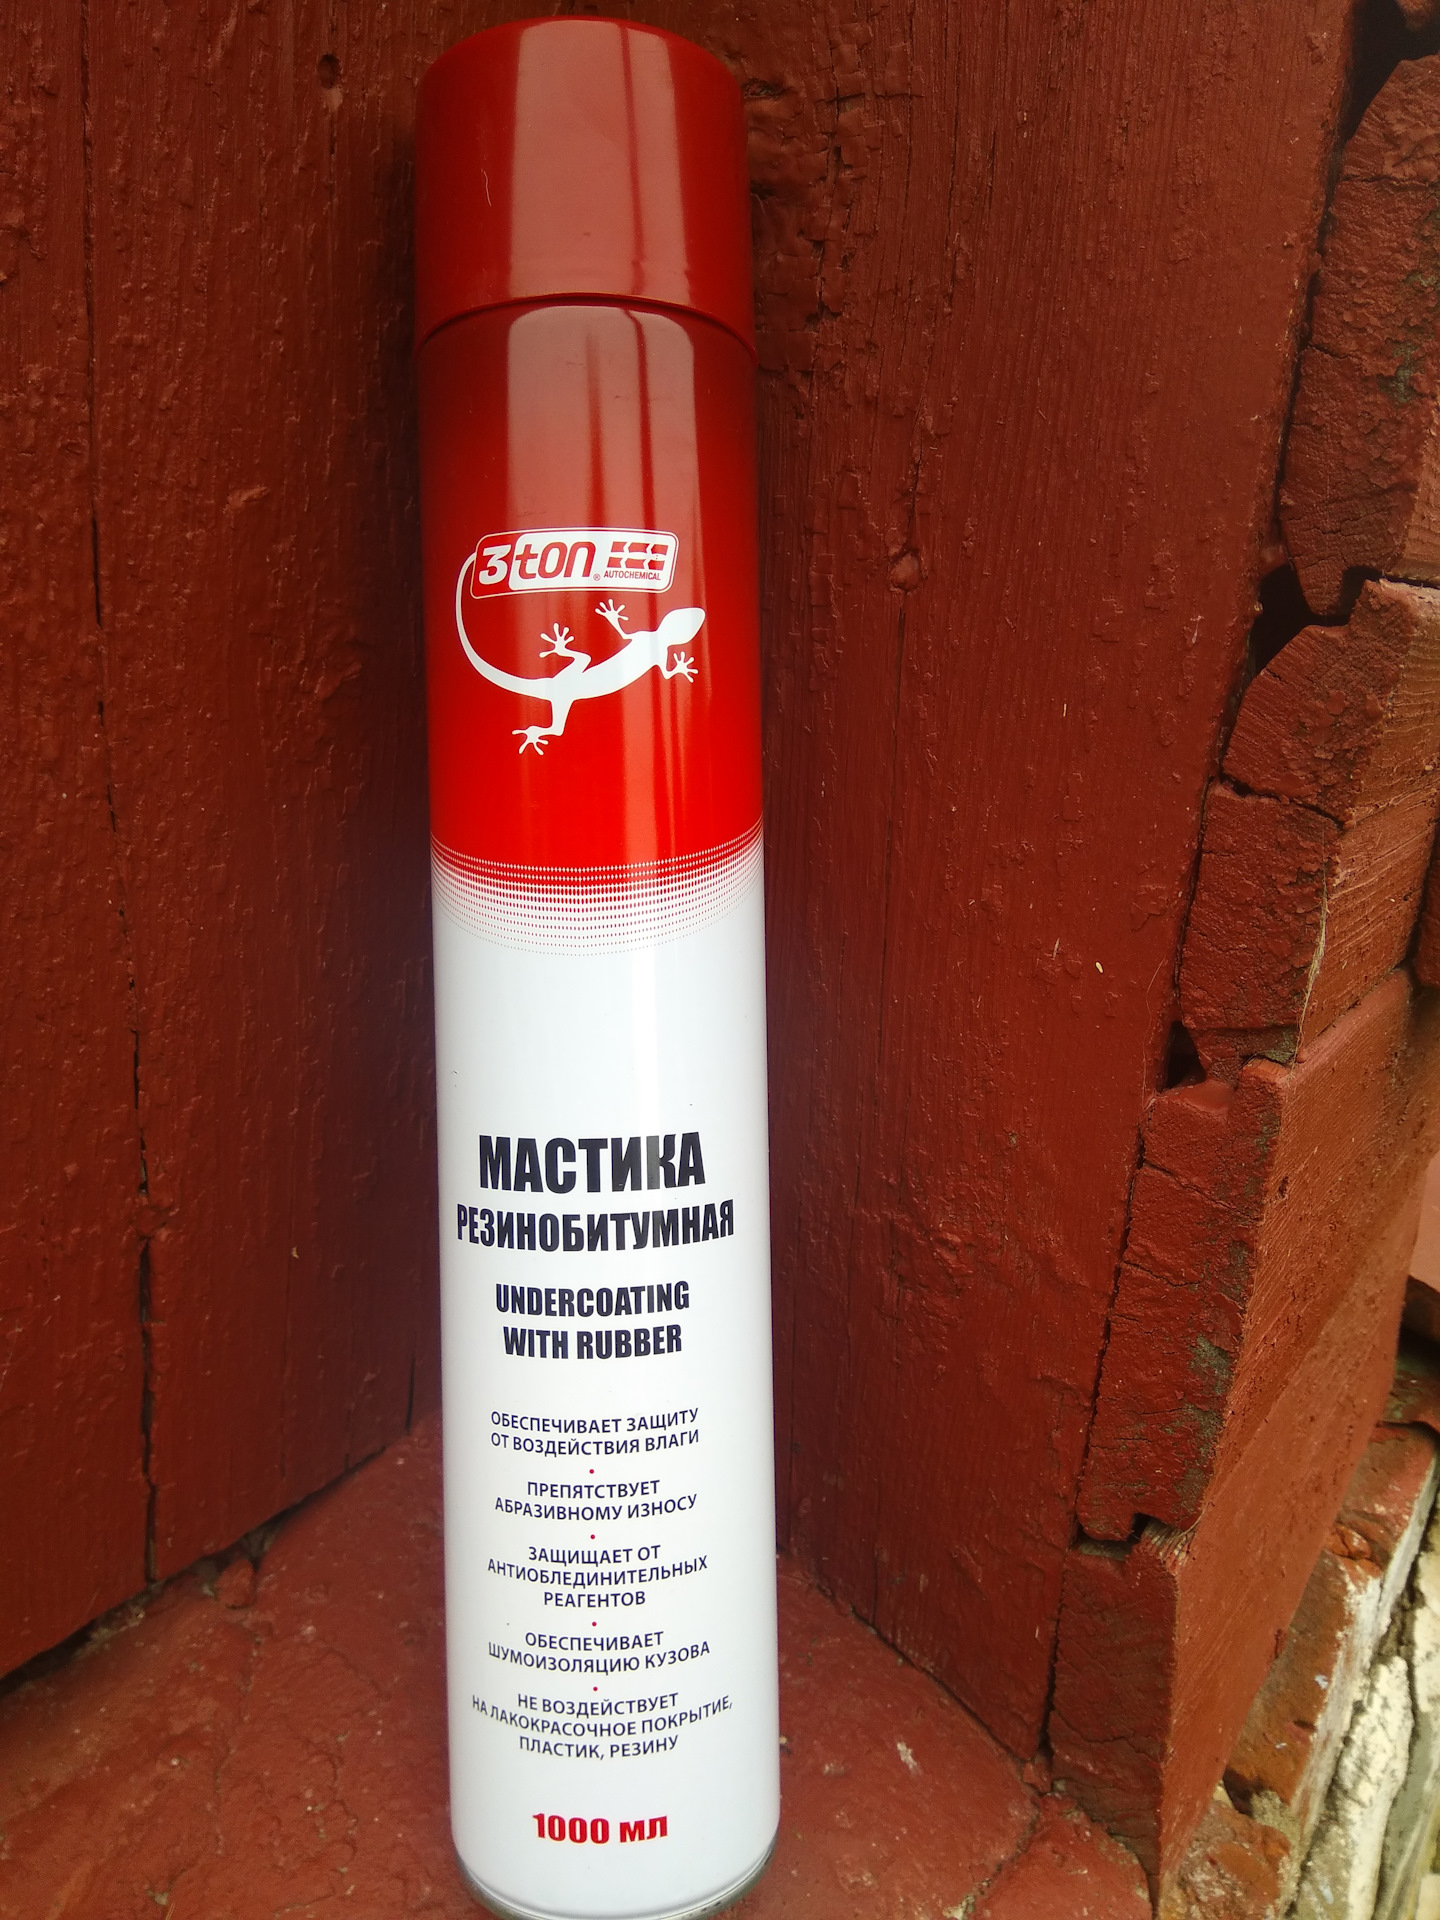 3ton®
AUTOCHEMICAL
МАСТИКА
РЕЗИНОБИТУМНАЯ
UNDERCOATING
WITH RUBBER
ОБЕСПЕЧИВАЕТ ЗАЩИТУ
ОТ ВОЗДЕЙСТВИЯ ВЛАГИ
ПРЕПЯТСТВУЕТ
АБРАЗИВНОМУ ИЗНОСУ
ЗАЩИЩАЕТ ОТ
АНТИОБЛЕДИНИТЕЛЬНЫХ
РЕАГЕНТОВ
ОБЕСПЕЧИВАЕТ
ШУМОИЗОЛЯЦИЮ КУЗОВА
НЕ ВОЗДЕЙСТВУЕТ
НА ЛАКОКРАСОЧНОЕ ПОКРЫТИЕ,
ПЛАСТИК, РЕЗИНУ
1000 МЛ